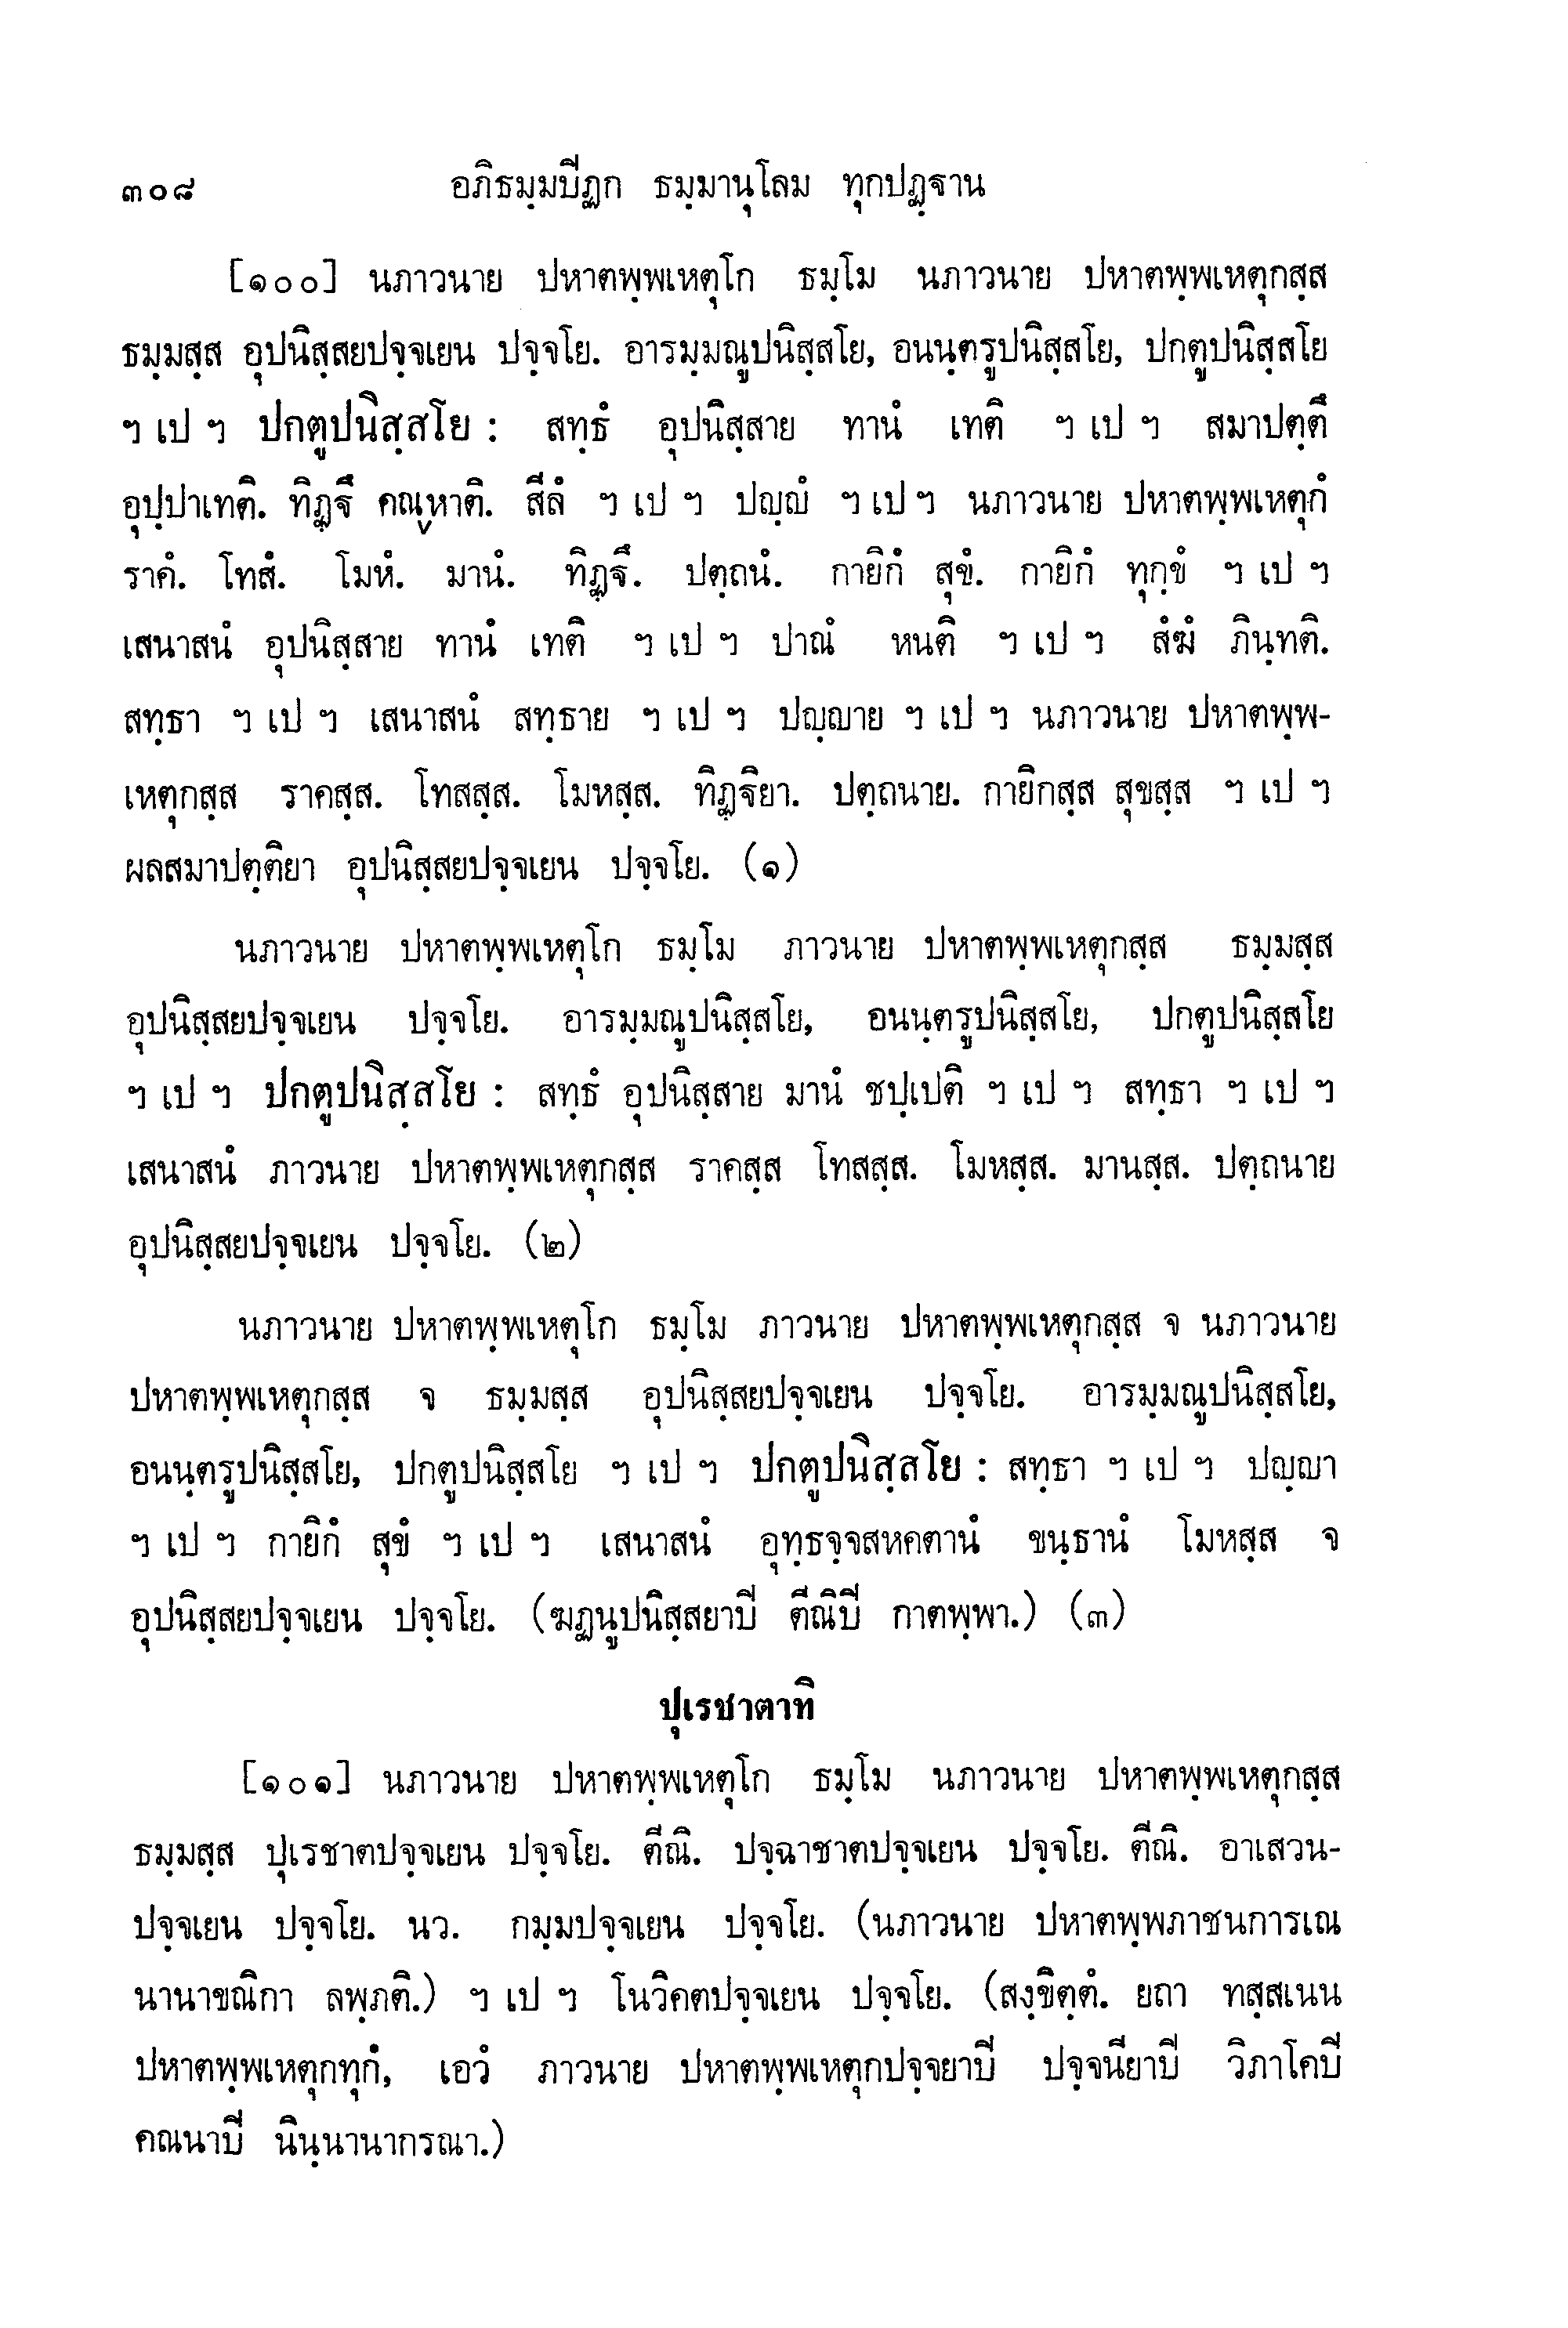 ๓๐๘ อภิธมฺมปิฏก ธมฺมานุโลม ทุกปฏฺฐาน
[๑๐๐] นภาวนาย ปหาตพฺพเหตุโก ธมฺโม นภาวนาย ปหาตพฺพเหตุกสฺส
ธมฺมสฺส อุปนิสฺสยปจฺจเยน ปจฺจโย. อารมฺมณูปนิสฺสโย, อนนฺตรูปนิสฺสโย, ปกตูปนิสฺสโย
ฯ เป ฯ ปกตูปนิสฺสโย : สทฺธํ อุปนิสฺสาย ทานํ เทติ ฯ เป ฯ สมาปตฺตึ
อุปฺปาเทติ. ทิฏฺฐึ คณฺหาติ. สีลํ ฯ เป ฯ ปญฺญํ ฯ เป ฯ นภาวนาย ปหาตพฺพเหตุกํ
ราคํ. โทสํ. โมหํ. มานํ. ทิฏฺฐึ. ปตฺถนํ. กายิกํ สุขํ. กายิกํ ทุกฺขํ ฯ เป ฯ
เสนาสนํ อุปนิสฺสาย ทานํ เทติ ฯ เป ฯ ปาณํ หนติ ฯ เป ฯ สํฆํ ภินฺทติ.
สทฺธา ฯ เป ฯ เสนาสนํ สทฺธาย ฯ เป ฯ ปญฺญาย ฯ เป ฯ นภาวนาย ปหาตพฺพ-
เหตุกสฺส ราคสฺส. โทสสฺส. โมหสฺส. ทิฏฺฐิยา. ปตฺถนาย. กายิกสฺส สุขสฺส ฯ เป ฯ
ผลสมาปตฺติยา อุปนิสฺสยปจฺจเยน ปจฺจโย. (๑)
นภาวนาย ปหาตพฺพเหตุโก ธมฺโม ภาวนาย ปหาตพฺพเหตุกสฺส ธมฺมสฺส
อุปนิสฺสยปจฺจเยน ปจฺจโย. อารมฺมณูปนิสฺสโย, อนนฺตรูปนิสฺสโย, ปกตูปนิสฺสโย
ฯ เป ฯ ปกตูปนิสฺสโย : สทฺธํ อุปนิสฺสาย มานํ ชปฺเปติ ฯ เป ฯ สทฺธา ฯ เป ฯ
เสนาสนํ ภาวนาย ปหาตพฺพเหตุกสฺส ราคสฺส โทสสฺส. โมหสฺส. มานสฺส. ปตฺถนาย
อุปนิสฺสยปจฺจเยน ปจฺจโย. (๒)
นภาวนาย ปหาตพฺพเหตุโก ธมฺโม ภาวนาย ปหาตพฺพเหตุกสฺส จ นภาวนาย
ปหาตพฺพเหตุกสฺส จ ธมฺมสฺส อุปนิสฺสยปจฺจเยน ปจฺจโย. อารมฺมณูปนิสฺสโย,
อนนฺตรูปนิสฺสโย, ปกตูปนิสฺสโย ฯ เป ฯ ปกตูปนิสฺสโย : สทฺธา ฯ เป ฯ ปญฺญา
ฯ เป ฯ กายิกํ สุขํ ฯ เป ฯ เสนาสนํ อุทฺธจฺจสหคตานํ ขนฺธานํ โมหสฺส จ
อุปนิสฺสยปจฺจเยน ปจฺจโย. (ฆฏนูปนิสฺสยาปิ ตีณิปิ กาตพฺพา.) (๓)
ปุเรชาตาทิ
[๑๐๑] นภาวนาย ปหาตพฺพเหตุโก ธมฺโม นภาวนาย ปหาตพฺพเหตุกสฺส
ธมฺมสฺส ปุเรชาตปจฺจเยน ปจฺจโย. ตีณิ. ปจฺฉาชาตปจฺจเยน ปจฺจโย. ตีณิ. อาเสวน-
ปจฺจเยน ปจฺจโย. นว. กมฺมปจฺจเยน ปจฺจโย. (นภาวนาย ปหาตพฺพภาชนการเณ
นานาขณิกา ลพฺภติ.) ฯ เป ฯ โนวิคตปจฺจเยน ปจฺจโย. (สงฺขิตฺตํ. ยถา ทสฺสเนน
ปหาตพฺพเหตุกทุกํ, เอวํ ภาวนาย ปหาตพฺพเหตุกปจฺจยาปิ ปจฺจนียาปิ วิภาโคปิ
คณนาปิ นินฺนานากรณา.)